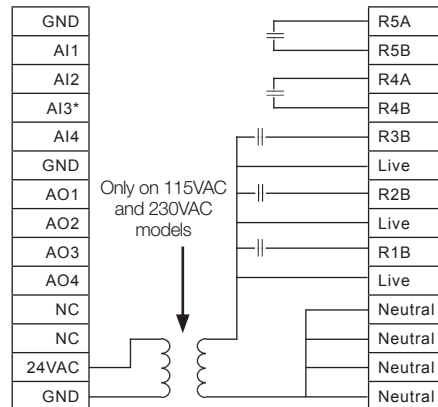 GND
AI1
AI2
AI3*
AI4
GND
AO1
AO2
AO3
AO4
NC
NC
24VAC
GND
Only on 115VAC
and 230VAC
models
R5A
R5B
R4A
R4B
R3B
Live
R2B
Live
R1B
Live
Neutral
Neutral
Neutral
Neutral